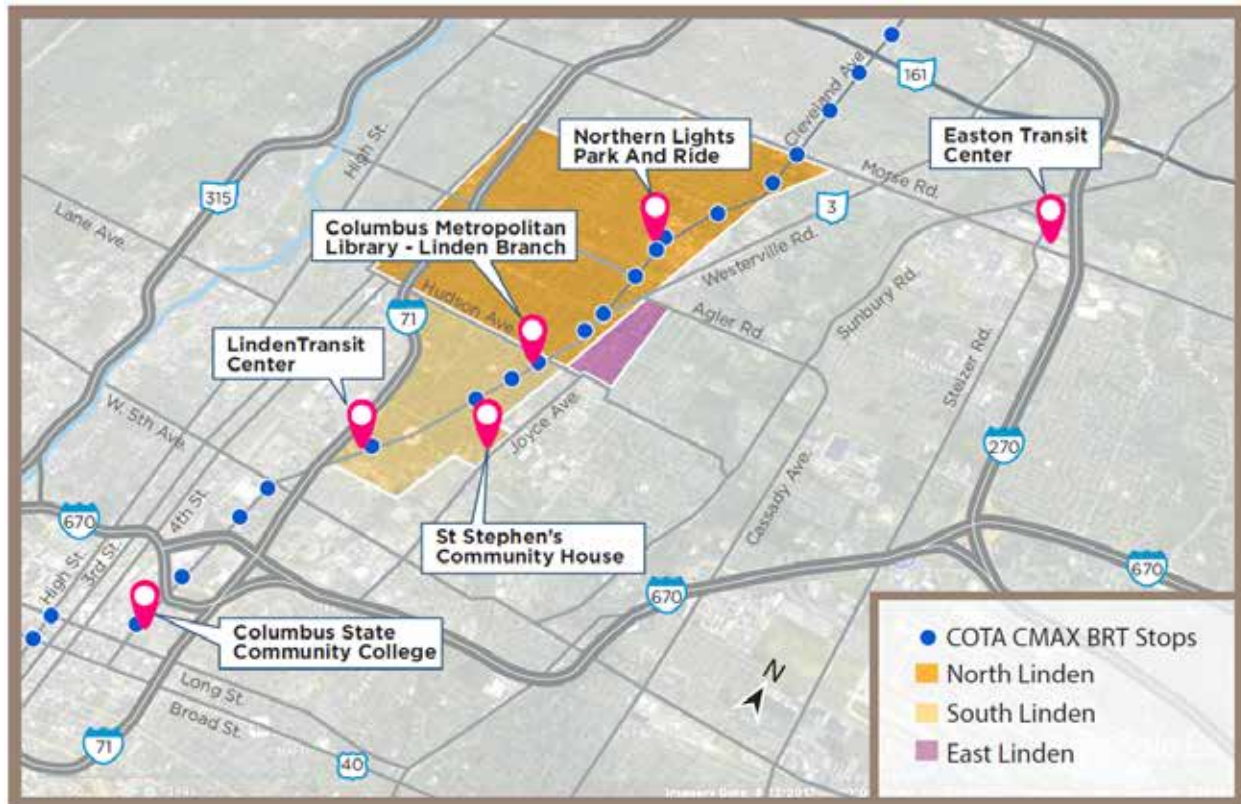 Cleveland Ave.
161
High St.
Northern Lights
Park And Ride
Easton Transit
Center
315
Morse Rd.
3
Lane Ave.
Columbus Metropolitan
Library - Linden Branch
Westerville Rd.
Hudson Ave.
Sunbury Rd.
Agler Rd.
71
LindenTransit
Center
Stelzer Rd.
W. 5th Ave.
Joyce Ave.
270
Cassady Ave.
4th St.
670
St Stephen's
Community House
3rd St.
High St.
670
670
Columbus State
Community College
Long St.
Broad St.
N
71
40
COTA CMAX BRT Stops
North Linden
South Linden
East Linden